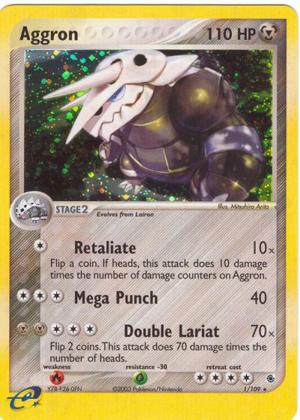 Aggron 110 HP
Illus. Mitsuhiro Arita
STAGE2
Evolves from Lairon
Retaliate 10x
Flip a coin. If heads, this attack does 10 damage
times the number of damage counters on Aggron.
Mega Punch 40
Double Lariat 70x
Flip 2 coins. This attack does 70 damage
times the number of heads.
weakness resistance -30 retreat cost
©2003 Pokémon/Nintendo 1/109 ★
e